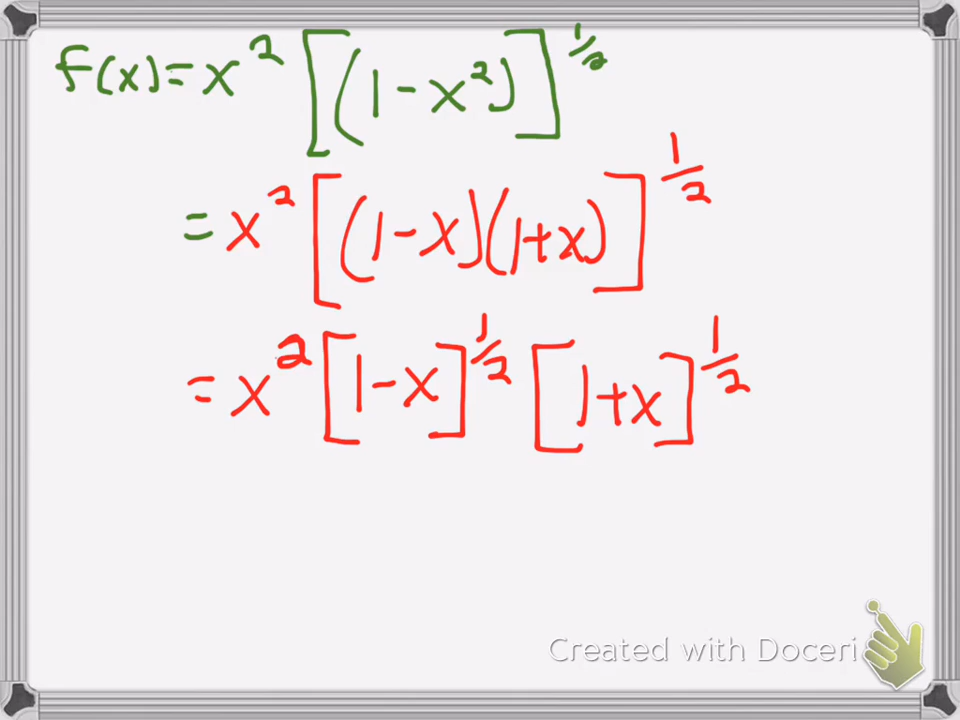 f(x) = x^2 [(1 - x^2)]^{1/2}
= x^2 [(1 - x)(1 + x)]^{1/2}
= x^2 [1 - x]^{1/2} [1 + x]^{1/2}
Created with Doceri